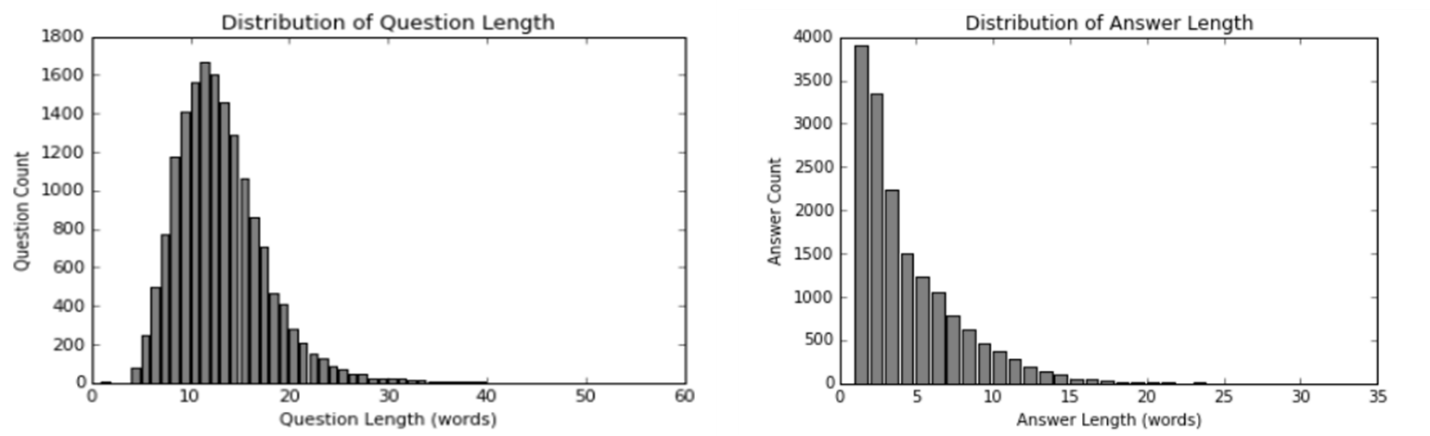 Distribution of Question Length
1800
1600
1400
1200
1000
800
600
400
200
0
Question Count
0 10 20 30 40 50 60
Question Length (words)
Distribution of Answer Length
4000
3500
3000
2500
2000
1500
1000
500
0
Answer Count
0 5 10 15 20 25 30 35
Answer Length (words)